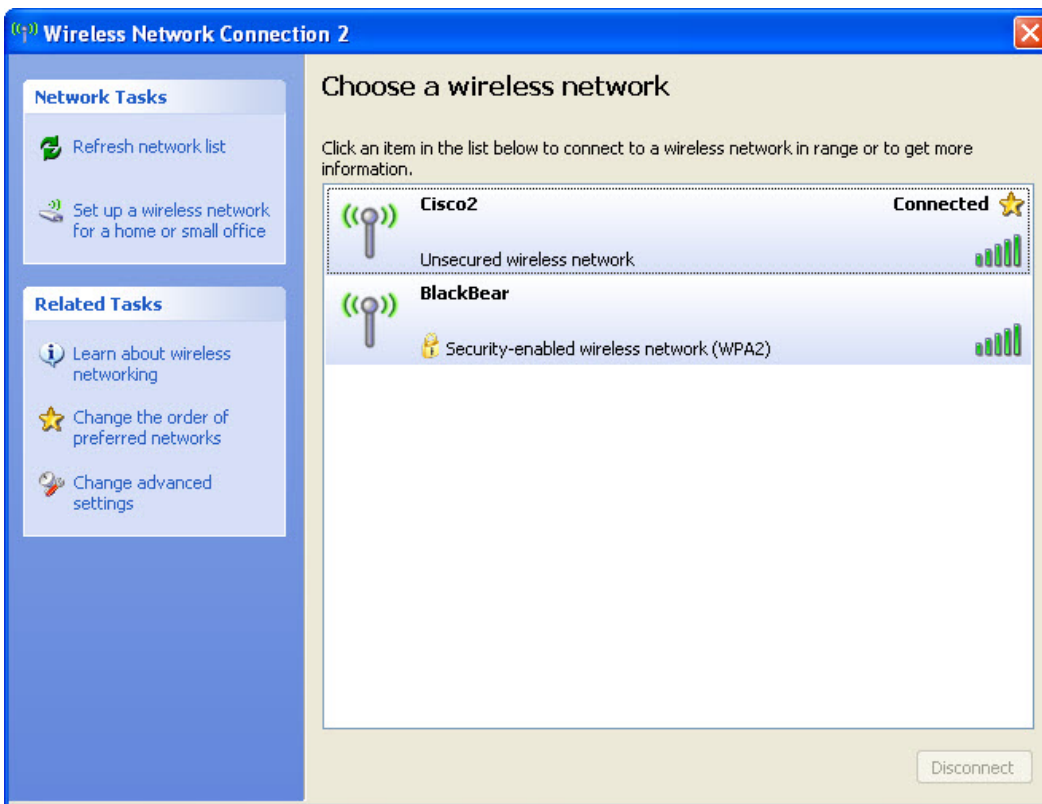 Wireless Network Connection 2
Network Tasks
Refresh network list
Set up a wireless network
for a home or small office
Related Tasks
Learn about wireless
networking
Change the order of
preferred networks
Change advanced
settings
Choose a wireless network
Click an item in the list below to connect to a wireless network in range or to get more
information.
Cisco2 Connected
Unsecured wireless network
BlackBear
Security-enabled wireless network (WPA2)
Disconnect